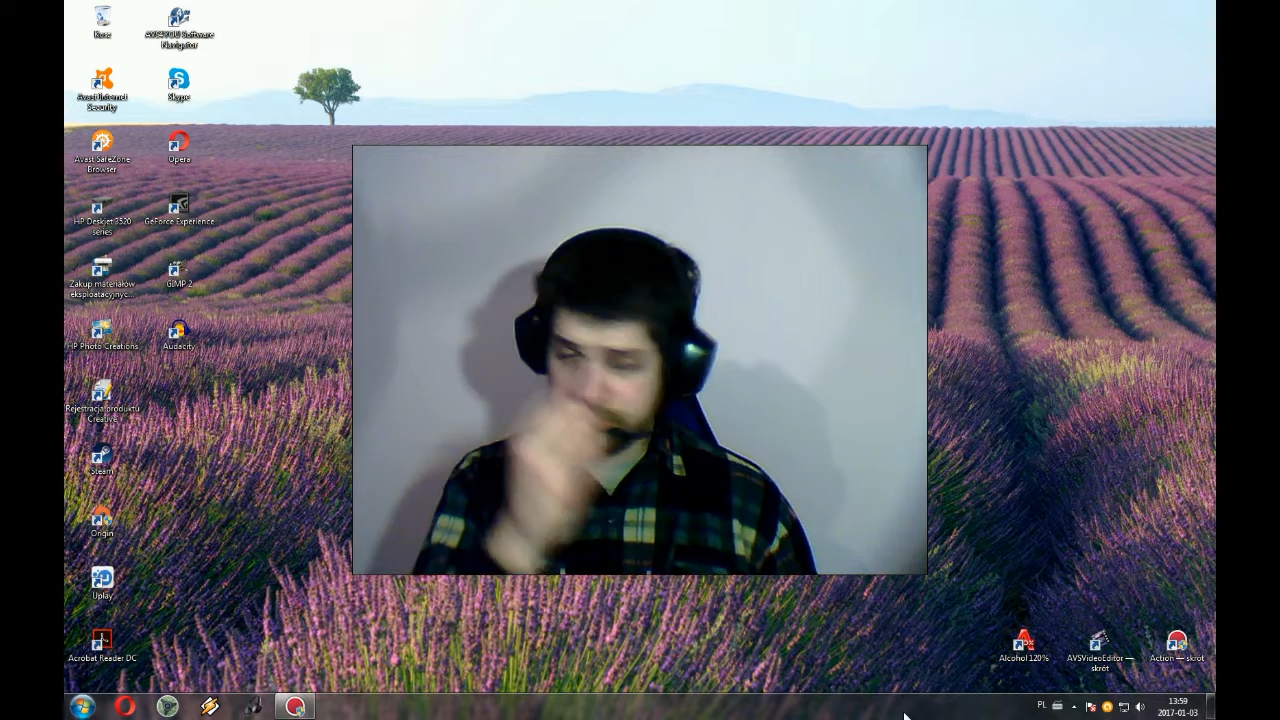 Kosz
AVS4YOU Software
Navigator
Avast Internet
Security
Skype
Avast SafeZone
Browser
Opera
HP Deskjet 3520
series
GeForce Experience
Zakup materiałów
eksploatacyjnyc...
GIMP 2
HP Photo Creations
Audacity
Rejestracja produktu
Creative
Steam
Origin
Uplay
Acrobat Reader DC
Alcohol 120%
AVSVideoEditor —
skrót
Action — skrót
PL
13:59
2017-01-03